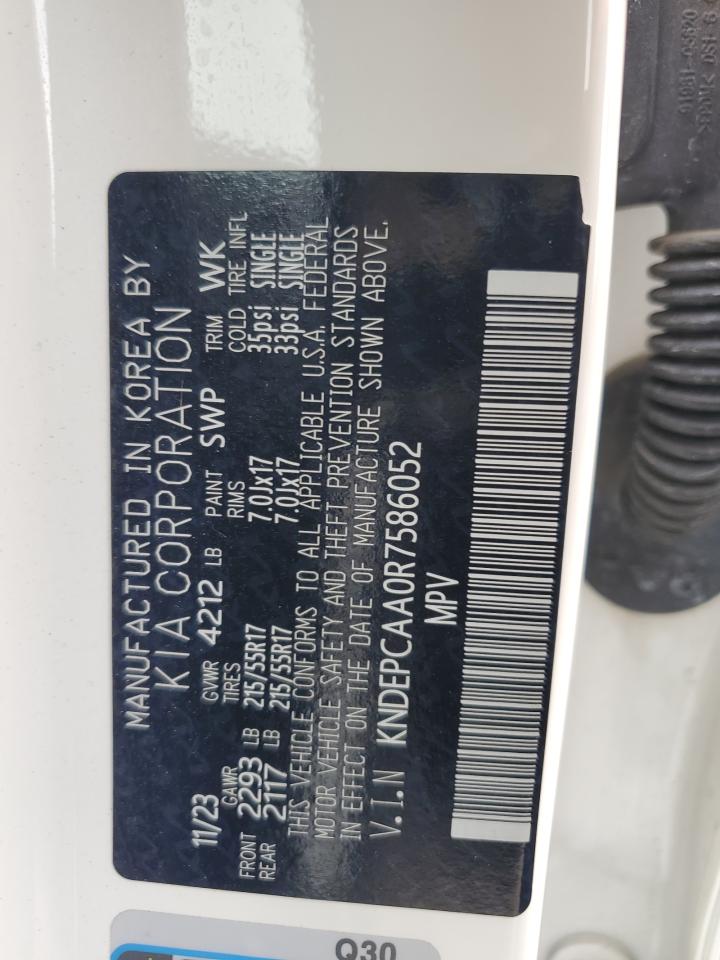 MANUFACTURED IN KOREA BY
KIA CORPORATION
11/23 GVWR 4212 LB PAINT SWP TRIM WK
GAWR TIRES RIMS COLD TIRE INFL
FRONT 2293 LB 215/55R17 7.0Jx17 35psi SINGLE
REAR 2117 LB 215/55R17 7.0Jx17 33psi SINGLE
THIS VEHICLE CONFORMS TO ALL APPLICABLE U.S.A. FEDERAL
MOTOR VEHICLE SAFETY AND THEFT PREVENTION STANDARDS
IN EFFECT ON THE DATE OF MANUFACTURE SHOWN ABOVE.
V.I.N KNDEPCAA0R7586052
MPV
Q30